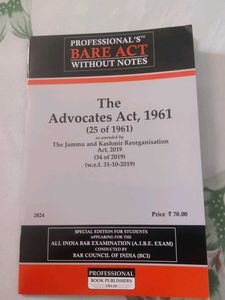 PROFESSIONAL'S™
BARE ACT
WITHOUT NOTES
The
Advocates Act, 1961
(25 of 1961)
as amended by
The Jammu and Kashmir Reorganisation
Act, 2019
(34 of 2019)
(w.e.f. 31-10-2019)
2024
Price ₹ 70.00
SPECIAL EDITION FOR STUDENTS
APPEARING FOR THE
ALL INDIA BAR EXAMINATION (A.I.B.E. EXAM)
CONDUCTED BY
BAR COUNCIL OF INDIA (BCI)
PROFESSIONAL
BOOK PUBLISHERS
DELHI